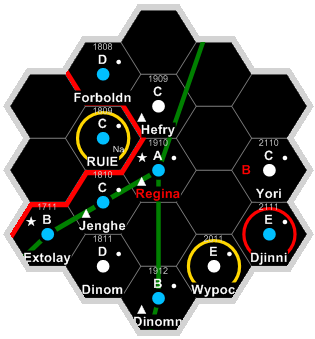 1808
D
Forboldn
1909
C
Hefry
1809
C
Na
RUIE
1910
A
Regina
2110
C
B
Yori
1810
C
Jenghe
1711
B
Extolay
2111
E
Djinni
1811
D
Dinom
2011
E
Wypoc
1912
B
Dinomn